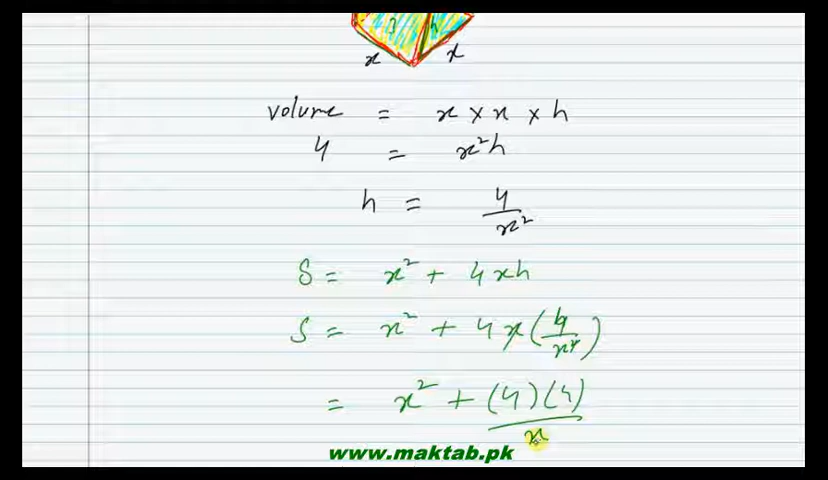 x x
volume = x × x × h
4 = x²h
h = 4/x²
S = x² + 4xh
S = x² + 4x(4/x²)
= x² + (4)(4)/x
www.maktab.pk